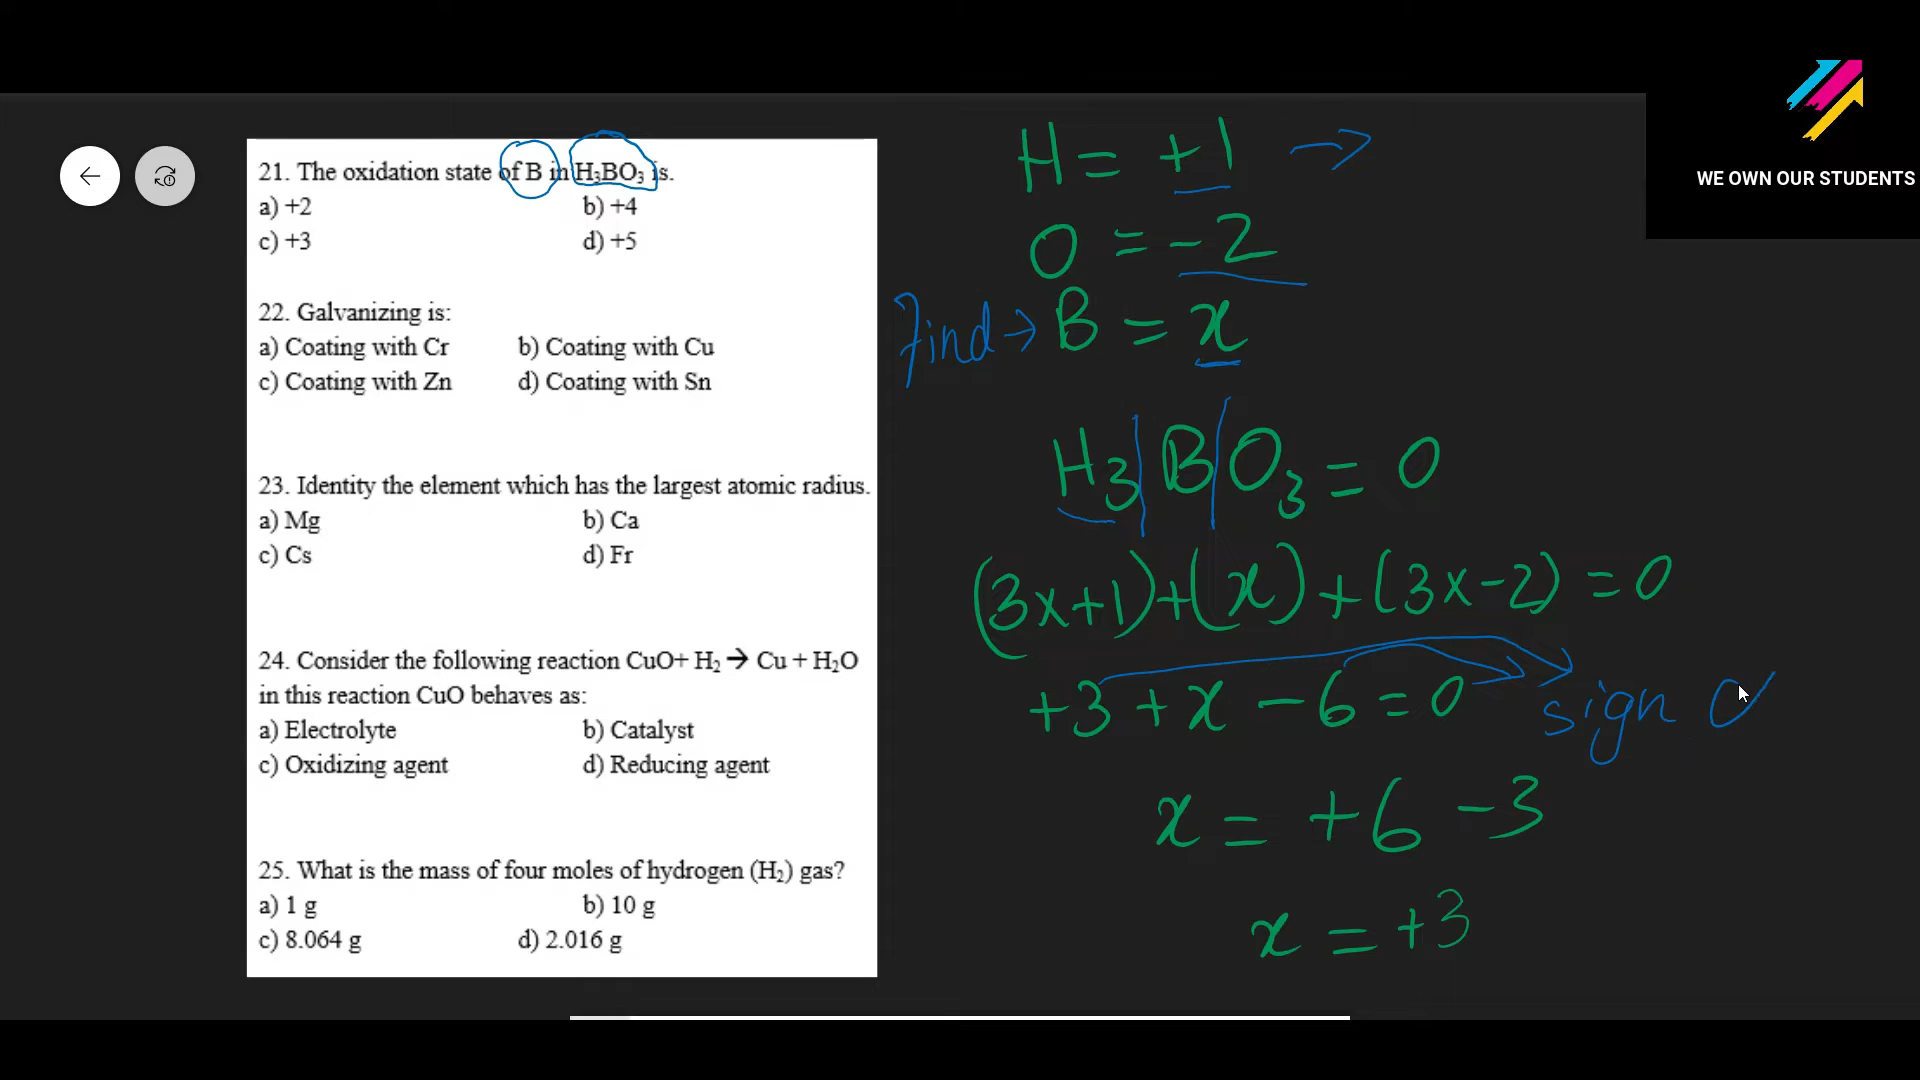 WE OWN OUR STUDENTS
21. The oxidation state of B in H₃BO₃ is.
a) +2 b) +4
c) +3 d) +5
22. Galvanizing is:
a) Coating with Cr b) Coating with Cu
c) Coating with Zn d) Coating with Sn
23. Identity the element which has the largest atomic radius.
a) Mg b) Ca
c) Cs d) Fr
24. Consider the following reaction CuO+ H₂ → Cu + H₂O
in this reaction CuO behaves as:
a) Electrolyte b) Catalyst
c) Oxidizing agent d) Reducing agent
25. What is the mass of four moles of hydrogen (H₂) gas?
a) 1 g b) 10 g
c) 8.064 g d) 2.016 g
H = +1 →
O = -2
Find → B = x
H₃ | B | O₃ = 0
(3x+1)+(x)+(3x-2) = 0
+3 + x - 6 = 0 sign
x = +6 -3
x = +3